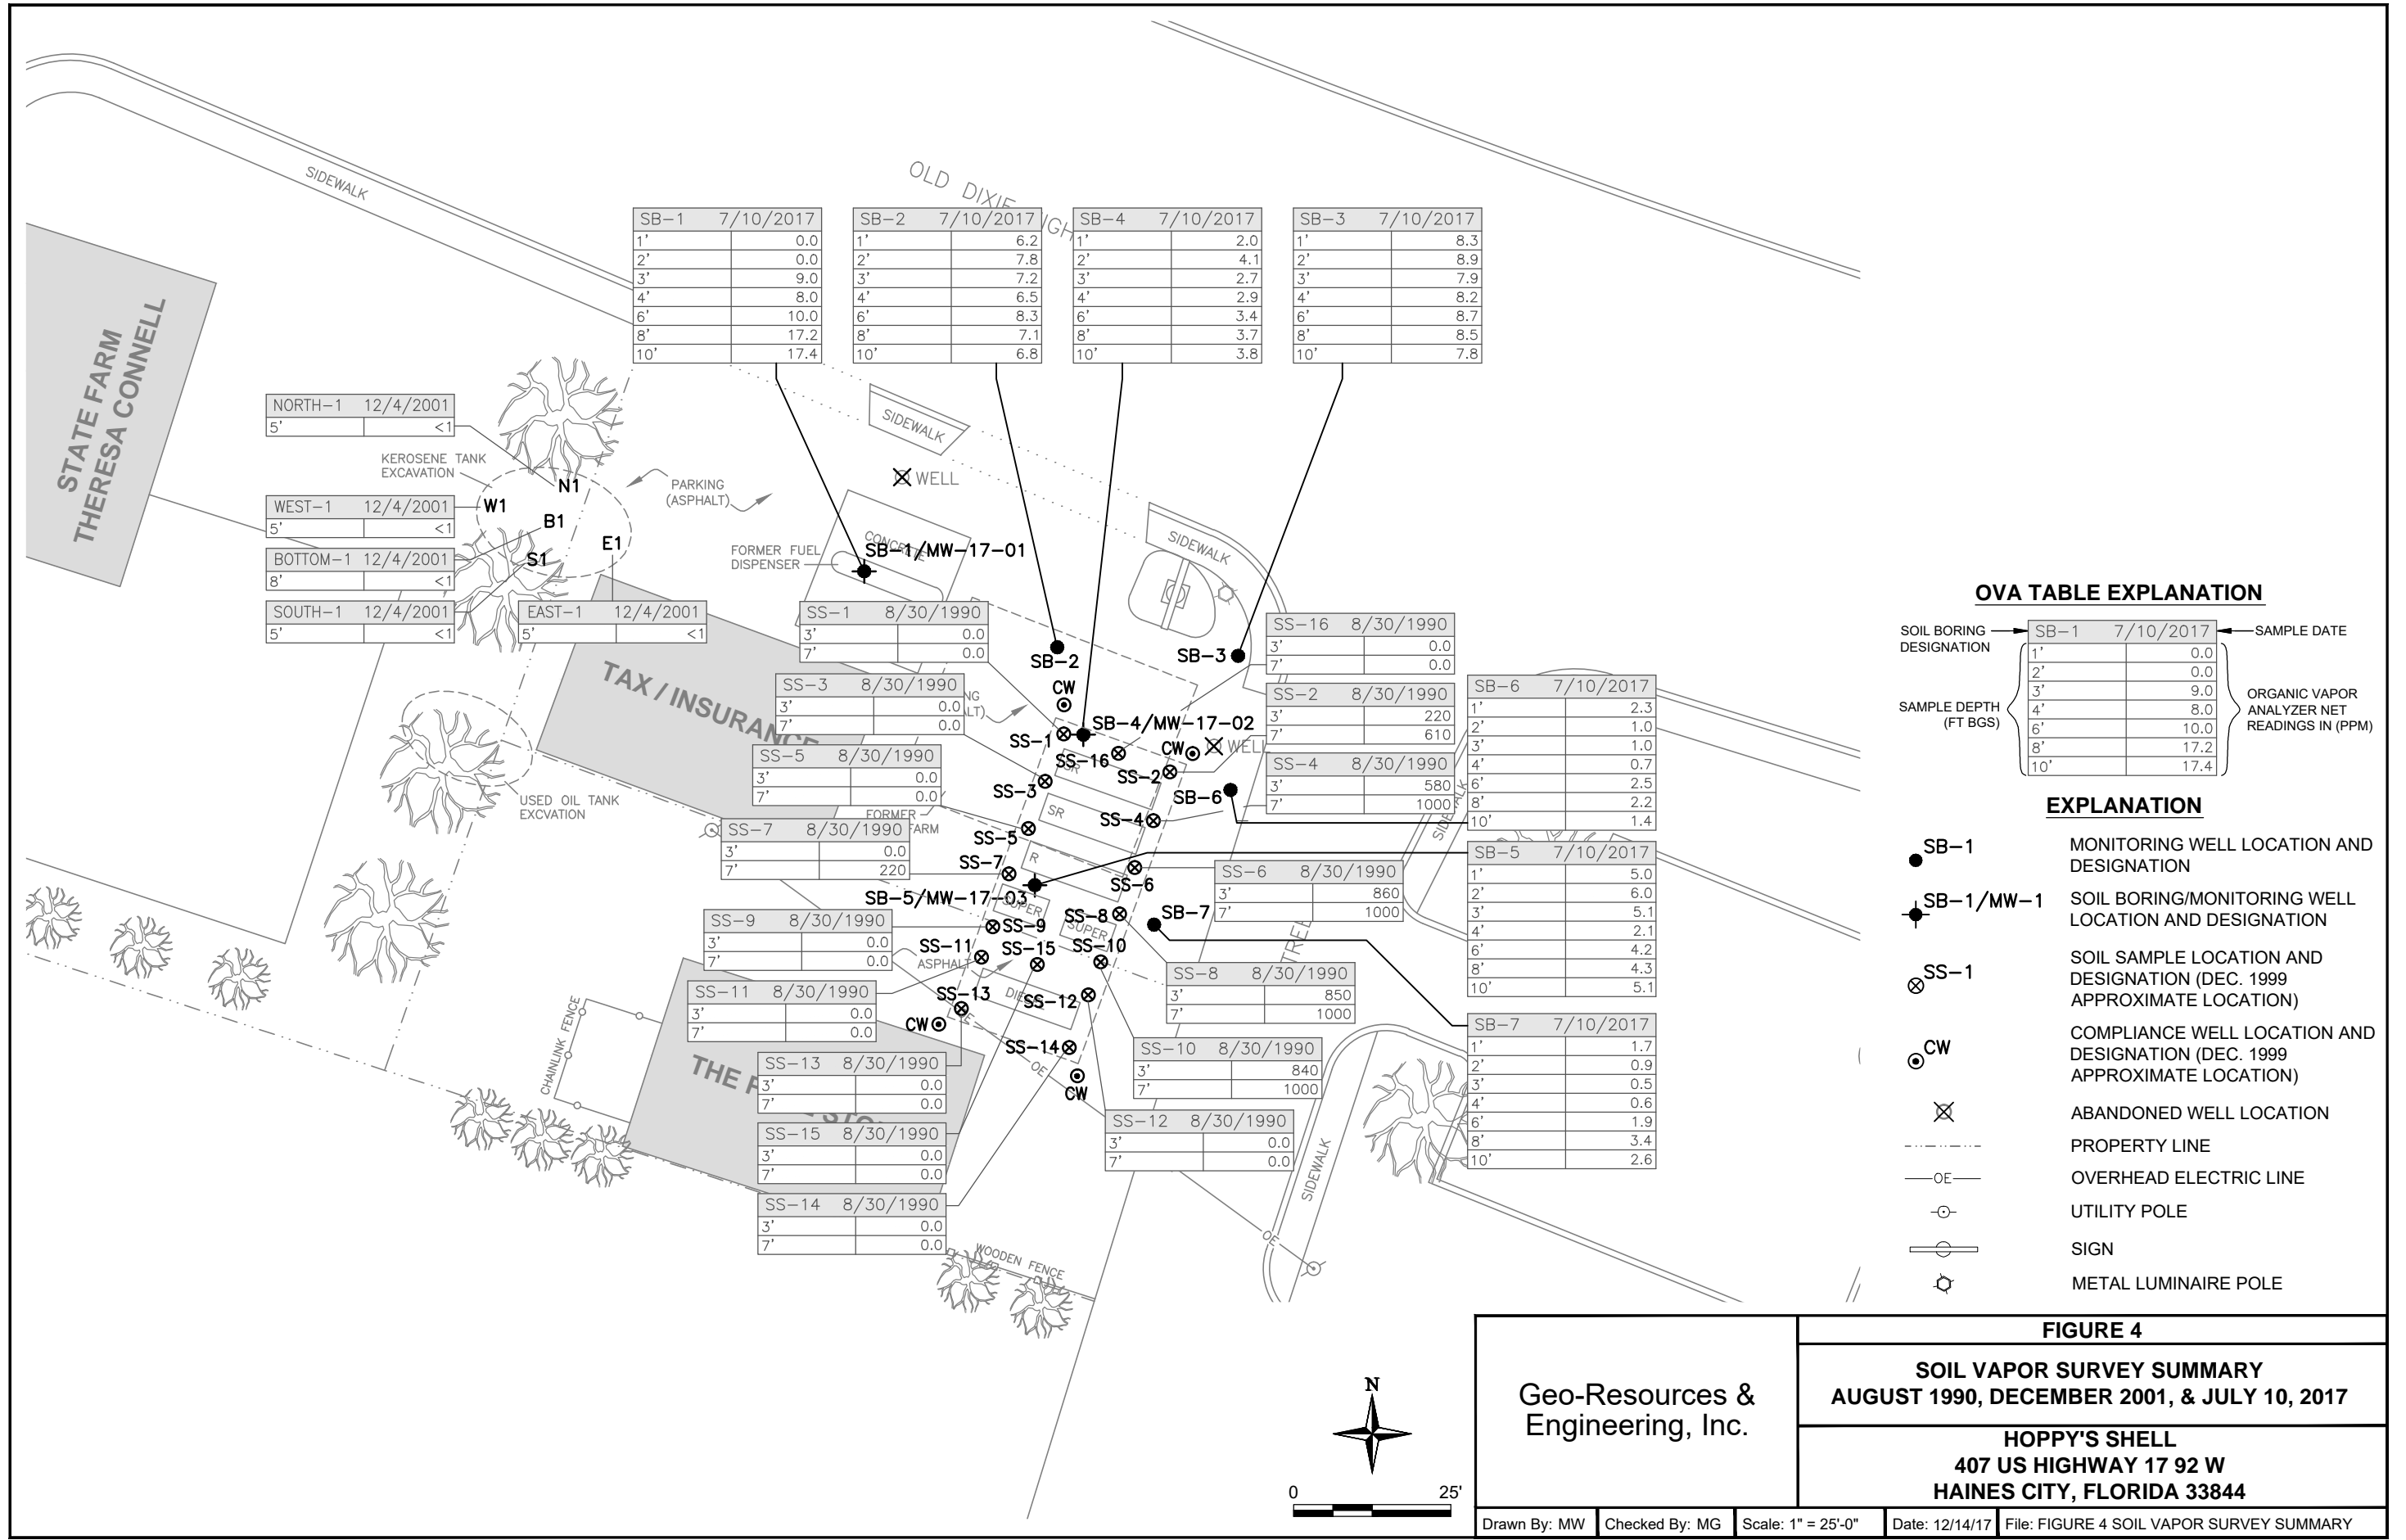 SIDEWALK
OLD DIXIE
SB-1 7/10/2017
1' 0.0
2' 0.0
3' 9.0
4' 8.0
6' 10.0
8' 17.2
10' 17.4
SB-2 7/10/2017
1' 6.2
2' 7.8
3' 7.2
4' 6.5
6' 8.3
8' 7.1
10' 6.8
SB-4 7/10/2017
1' 2.0
2' 4.1
3' 2.7
4' 2.9
6' 3.4
8' 3.7
10' 3.8
SB-3 7/10/2017
1' 8.3
2' 8.9
3' 7.9
4' 8.2
6' 8.7
8' 8.5
10' 7.8
STATE FARM
THERESA CONNELL
NORTH-1 12/4/2001
5' <1
KEROSENE TANK
EXCAVATION
WEST-1 12/4/2001
5' <1
BOTTOM-1 12/4/2001
8' <1
SOUTH-1 12/4/2001
5' <1
EAST-1 12/4/2001
5' <1
N1
W1
B1
S1
E1
PARKING
(ASPHALT)
SIDEWALK
WELL
FORMER FUEL
DISPENSER
CONCRETE
SB-1/MW-17-01
SIDEWALK
SB-2
SB-3
SS-1 8/30/1990
3' 0.0
7' 0.0
SS-16 8/30/1990
3' 0.0
7' 0.0
TAX / INSURANCE
SS-3 8/30/1990
3' 0.0
7' 0.0
SS-2 8/30/1990
3' 220
7' 610
CW
SB-4/MW-17-02
SS-1
SS-16
CW
WELL
SS-2
SS-3
SS-5 8/30/1990
3' 0.0
7' 0.0
SS-4 8/30/1990
3' 580
7' 1000
SB-6
SR
SS-4
SS-5
USED OIL TANK
EXCVATION
FORMER
FARM
SS-7 8/30/1990
3' 0.0
7' 220
SS-7
R
SS-6
SB-5/MW-17-03
SUPER
SS-6 8/30/1990
3' 860
7' 1000
SB-6 7/10/2017
1' 2.3
2' 1.0
3' 1.0
4' 0.7
6' 2.5
8' 2.2
10' 1.4
SB-5 7/10/2017
1' 5.0
2' 6.0
3' 5.1
4' 2.1
6' 4.2
8' 4.3
10' 5.1
SS-8
SB-7
SUPER
SS-9 8/30/1990
3' 0.0
7' 0.0
SS-9
SS-11
SS-15
SS-10
ASPHALT
SS-11 8/30/1990
3' 0.0
7' 0.0
SS-13
SS-12
SS-8 8/30/1990
3' 850
7' 1000
CW
SS-14
OE
CW
CHAINLINK FENCE
SS-13 8/30/1990
3' 0.0
7' 0.0
SS-10 8/30/1990
3' 840
7' 1000
SB-7 7/10/2017
1' 1.7
2' 0.9
3' 0.5
4' 0.6
6' 1.9
8' 3.4
10' 2.6
SS-15 8/30/1990
3' 0.0
7' 0.0
SS-12 8/30/1990
3' 0.0
7' 0.0
SS-14 8/30/1990
3' 0.0
7' 0.0
SIDEWALK
OE
WOODEN FENCE
OVA TABLE EXPLANATION
SOIL BORING
DESIGNATION
SB-1 7/10/2017
SAMPLE DATE
1' 0.0
2' 0.0
3' 9.0
4' 8.0
6' 10.0
8' 17.2
10' 17.4
SAMPLE DEPTH
(FT BGS)
ORGANIC VAPOR
ANALYZER NET
READINGS IN (PPM)
EXPLANATION
SB-1 MONITORING WELL LOCATION AND
DESIGNATION
SB-1/MW-1 SOIL BORING/MONITORING WELL
LOCATION AND DESIGNATION
SS-1 SOIL SAMPLE LOCATION AND
DESIGNATION (DEC. 1999
APPROXIMATE LOCATION)
CW COMPLIANCE WELL LOCATION AND
DESIGNATION (DEC. 1999
APPROXIMATE LOCATION)
ABANDONED WELL LOCATION
PROPERTY LINE
OE OVERHEAD ELECTRIC LINE
UTILITY POLE
SIGN
METAL LUMINAIRE POLE
N
0 25'
Geo-Resources &
Engineering, Inc.
FIGURE 4
SOIL VAPOR SURVEY SUMMARY
AUGUST 1990, DECEMBER 2001, & JULY 10, 2017
HOPPY'S SHELL
407 US HIGHWAY 17 92 W
HAINES CITY, FLORIDA 33844
Drawn By: MW Checked By: MG Scale: 1" = 25'-0" Date: 12/14/17 File: FIGURE 4 SOIL VAPOR SURVEY SUMMARY